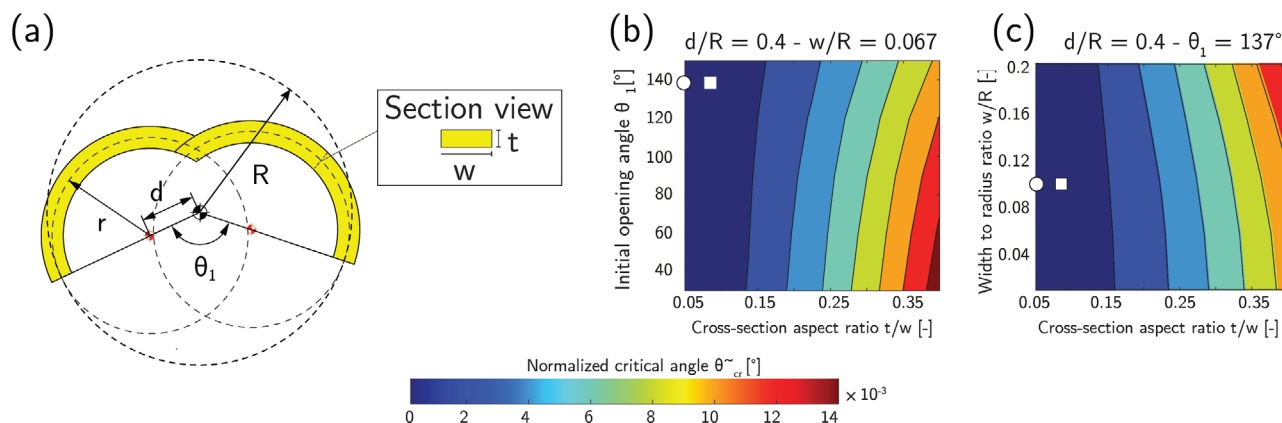 (a)
Section view
t
w
R
d
r
θ1
(b)
d/R = 0.4 - w/R = 0.067
Initial opening angle θ1[°]
140
120
100
80
60
40
0.05
0.15
0.25
0.35
Cross-section aspect ratio t/w [-]
(c)
d/R = 0.4 - θ1 = 137°
Width to radius ratio w/R [-]
0.2
0.16
0.12
0.08
0.04
0.05
0.15
0.25
0.35
Cross-section aspect ratio t/w [-]
Normalized critical angle θ~cr[°]
0 2 4 6 8 10 12 14
× 10-3